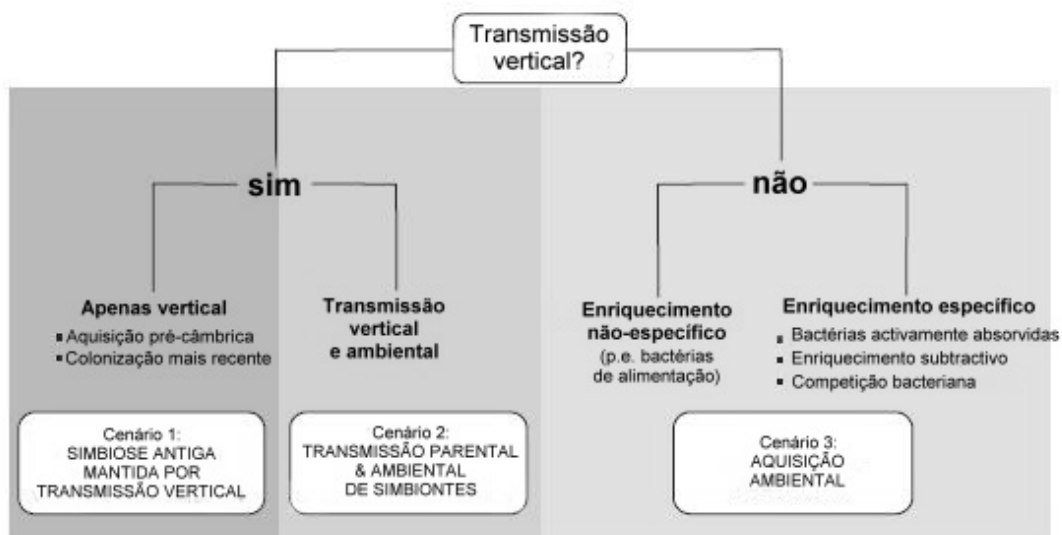 Transmissão
vertical?
sim
não
Apenas vertical
▪ Aquisição pré-câmbrica
▪ Colonização mais recente
Transmissão
vertical
e ambiental
Enriquecimento
não-específico
(p.e. bactérias
de alimentação)
Enriquecimento específico
▪ Bactérias activamente absorvidas
▪ Enriquecimento subtractivo
▪ Competição bacteriana
Cenário 1:
SIMBIOSE ANTIGA
MANTIDA POR
TRANSMISSÃO VERTICAL
Cenário 2:
TRANSMISSÃO PARENTAL
& AMBIENTAL
DE SIMBIONTES
Cenário 3:
AQUISIÇÃO
AMBIENTAL